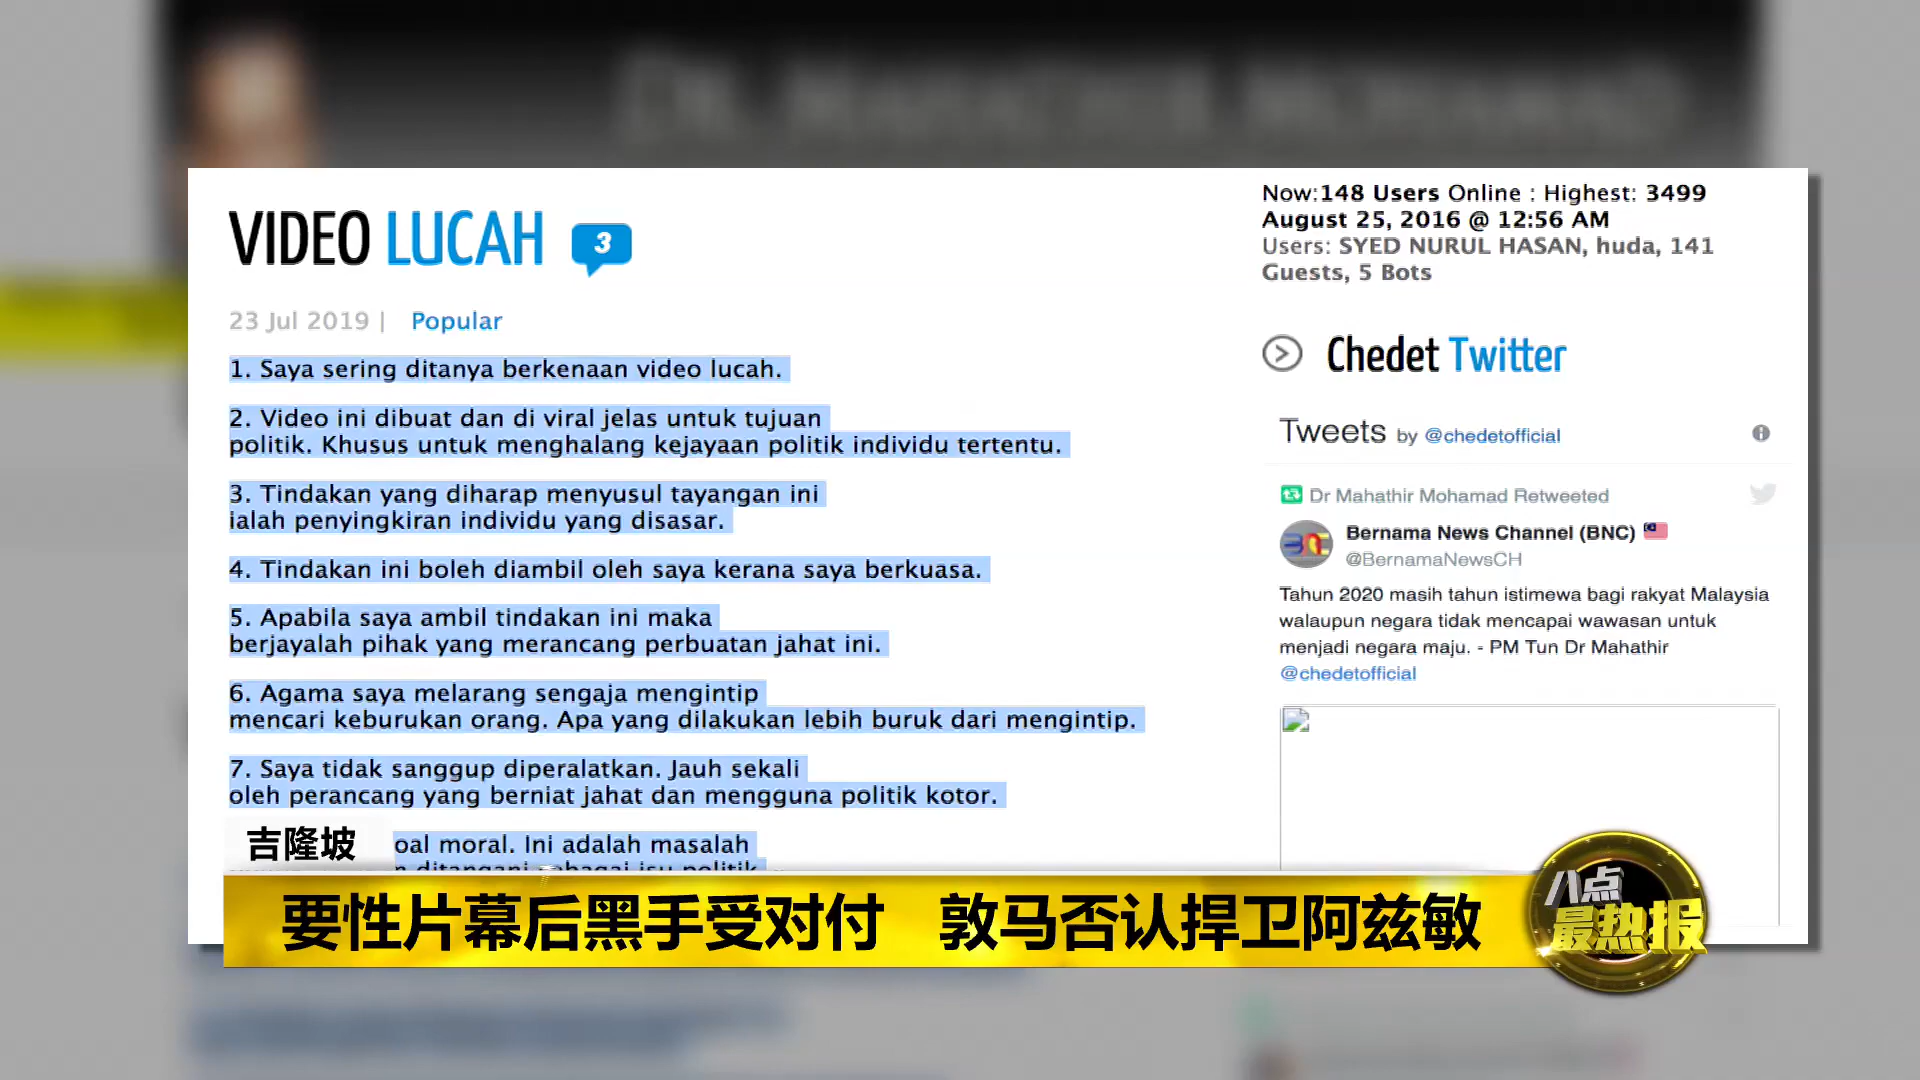 VIDEO LUCAH 3
23 Jul 2019 | Popular
1. Saya sering ditanya berkenaan video lucah.
2. Video ini dibuat dan di viral jelas untuk tujuan
politik. Khusus untuk menghalang kejayaan politik individu tertentu.
3. Tindakan yang diharap menyusul tayangan ini
ialah penyingkiran individu yang disasar.
4. Tindakan ini boleh diambil oleh saya kerana saya berkuasa.
5. Apabila saya ambil tindakan ini maka
berjayalah pihak yang merancang perbuatan jahat ini.
6. Agama saya melarang sengaja mengintip
mencari keburukan orang. Apa yang dilakukan lebih buruk dari mengintip.
7. Saya tidak sanggup diperalatkan. Jauh sekali
oleh perancang yang berniat jahat dan mengguna politik kotor.
oal moral. Ini adalah masalah
ditangani sebagai isu politik
Now:148 Users Online : Highest: 3499
August 25, 2016 @ 12:56 AM
Users: SYED NURUL HASAN, huda, 141
Guests, 5 Bots
Chedet Twitter
Tweets by @chedetofficial
Dr Mahathir Mohamad Retweeted
Bernama News Channel (BNC)
@BernamaNewsCH
Tahun 2020 masih tahun istimewa bagi rakyat Malaysia
walaupun negara tidak mencapai wawasan untuk
menjadi negara maju. - PM Tun Dr Mahathir
@chedetofficial
吉隆坡
要性片幕后黑手受对付 敦马否认捍卫阿兹敏
八点
最热报